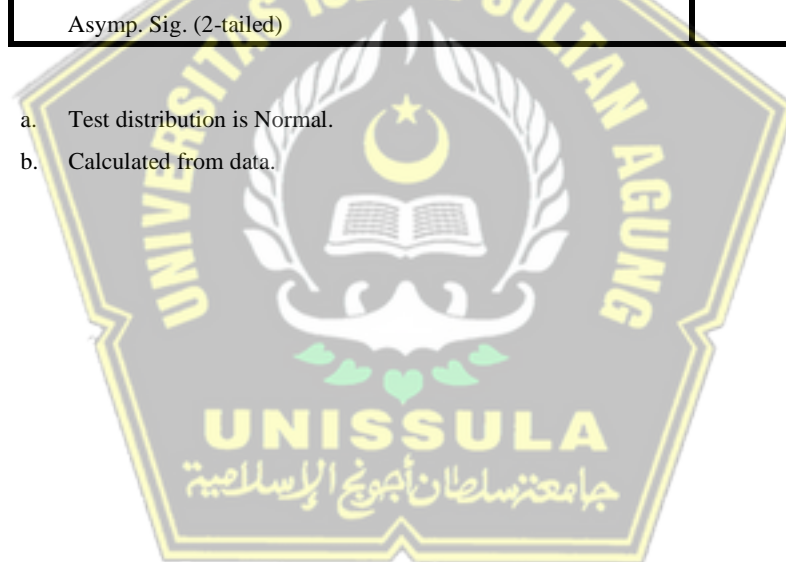 Asymp. Sig. (2-tailed)
a. Test distribution is Normal.
b. Calculated from data.
UNIVERSITAS ISLAM SULTAN AGUNG
UNISSULA
جامعة سلطان أجونج الإسلامية